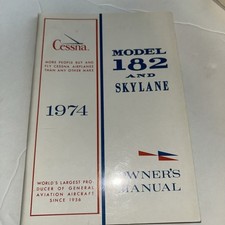 Cessna
MORE PEOPLE BUY AND
FLY CESSNA AIRPLANES
THAN ANY OTHER MAKE
1974
WORLD'S LARGEST PRO-
DUCER OF GENERAL
AVIATION AIRCRAFT
SINCE 1956
MODEL
182
AND
SKYLANE
OWNER'S
MANUAL